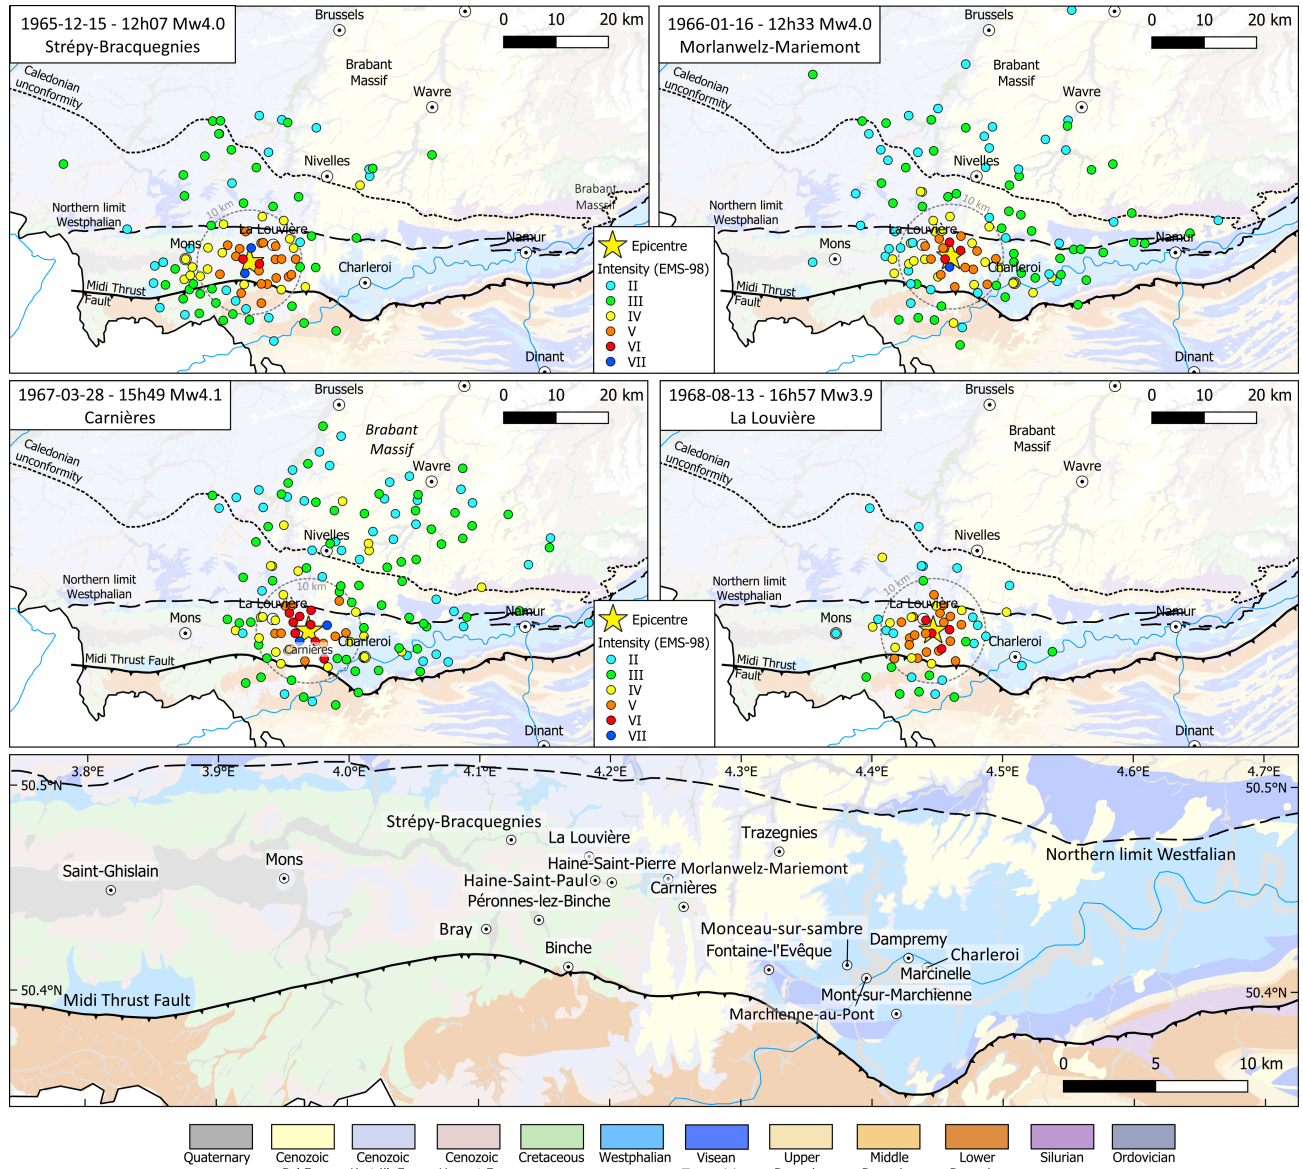 1965-12-15 - 12h07 Mw4.0
Strépy-Bracquegnies
Brussels
0 10 20 km
Brabant
Massif
Caledonian
unconformity
Wavre
Nivelles
Brabant
Massif
Northern limit
Westphalian
10 km
La Louvière
Mons
Namur
Charleroi
Midi Thrust
Fault
Dinant
Epicentre
Intensity (EMS-98)
II
III
IV
V
VI
VII
1966-01-16 - 12h33 Mw4.0
Morlanwelz-Mariemont
Brussels
0 10 20 km
Brabant
Massif
Caledonian
unconformity
Wavre
Nivelles
Northern limit
Westphalian
10 km
La Louvière
Mons
Namur
Charleroi
Midi Thrust
Fault
Dinant
1967-03-28 - 15h49 Mw4.1
Carnières
Brussels
0 10 20 km
Brabant
Massif
Caledonian
unconformity
Wavre
Nivelles
Northern limit
Westphalian
10 km
La Louvière
Mons
Namur
Charleroi
Carnières
Midi Thrust Fault
Dinant
Epicentre
Intensity (EMS-98)
II
III
IV
V
VI
VII
1968-08-13 - 16h57 Mw3.9
La Louvière
Brussels
0 10 20 km
Brabant
Massif
Caledonian
unconformity
Wavre
Nivelles
Northern limit
Westphalian
10 km
La Louvière
Mons
Namur
Charleroi
Midi Thrust
Fault
Dinant
3.8°E 3.9°E 4.0°E 4.1°E 4.2°E 4.3°E 4.4°E 4.5°E 4.6°E 4.7°E
50.5°N 50.5°N
Strépy-Bracquegnies
La Louvière
Trazegnies
Northern limit Westfalian
Mons
Saint-Ghislain
Haine-Saint-Pierre
Morlanwelz-Mariemont
Haine-Saint-Paul
Carnières
Péronnes-lez-Binche
Bray
Binche
Monceau-sur-sambre
Fontaine-l'Evêque
Dampremy
Charleroi
Marcinelle
Mont-sur-Marchienne
Marchienne-au-Pont
50.4°N 50.4°N
Midi Thrust Fault
0 5 10 km
Quaternary
Cenozoic
Cenozoic
Cenozoic
Cretaceous
Westphalian
Visean
Upper
Middle
Lower
Silurian
Ordovician